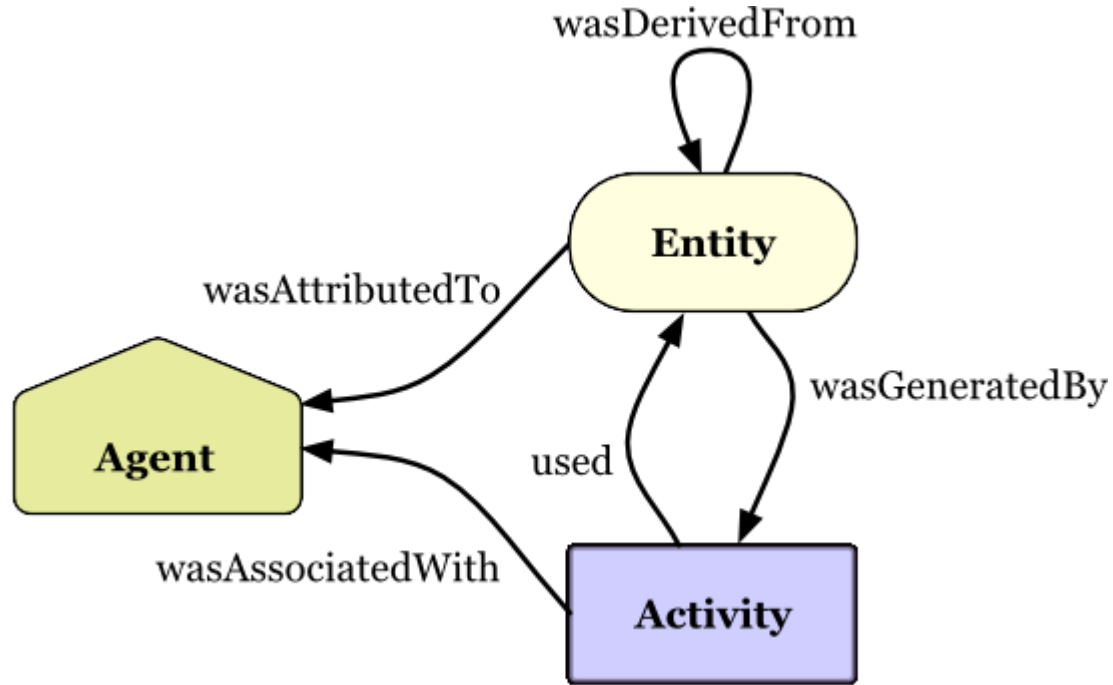 wasDerivedFrom
Entity
wasAttributedTo
wasGeneratedBy
Agent
used
wasAssociatedWith
Activity